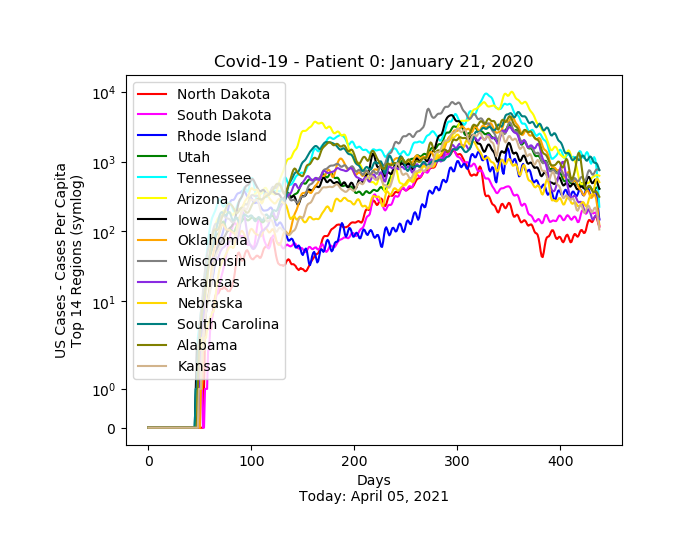 Covid-19 - Patient 0: January 21, 2020
US Cases - Cases Per Capita
Top 14 Regions (symlog)
10^4
10^3
10^2
10^1
10^0
0
North Dakota
South Dakota
Rhode Island
Utah
Tennessee
Arizona
Iowa
Oklahoma
Wisconsin
Arkansas
Nebraska
South Carolina
Alabama
Kansas
0 100 200 300 400
Days
Today: April 05, 2021